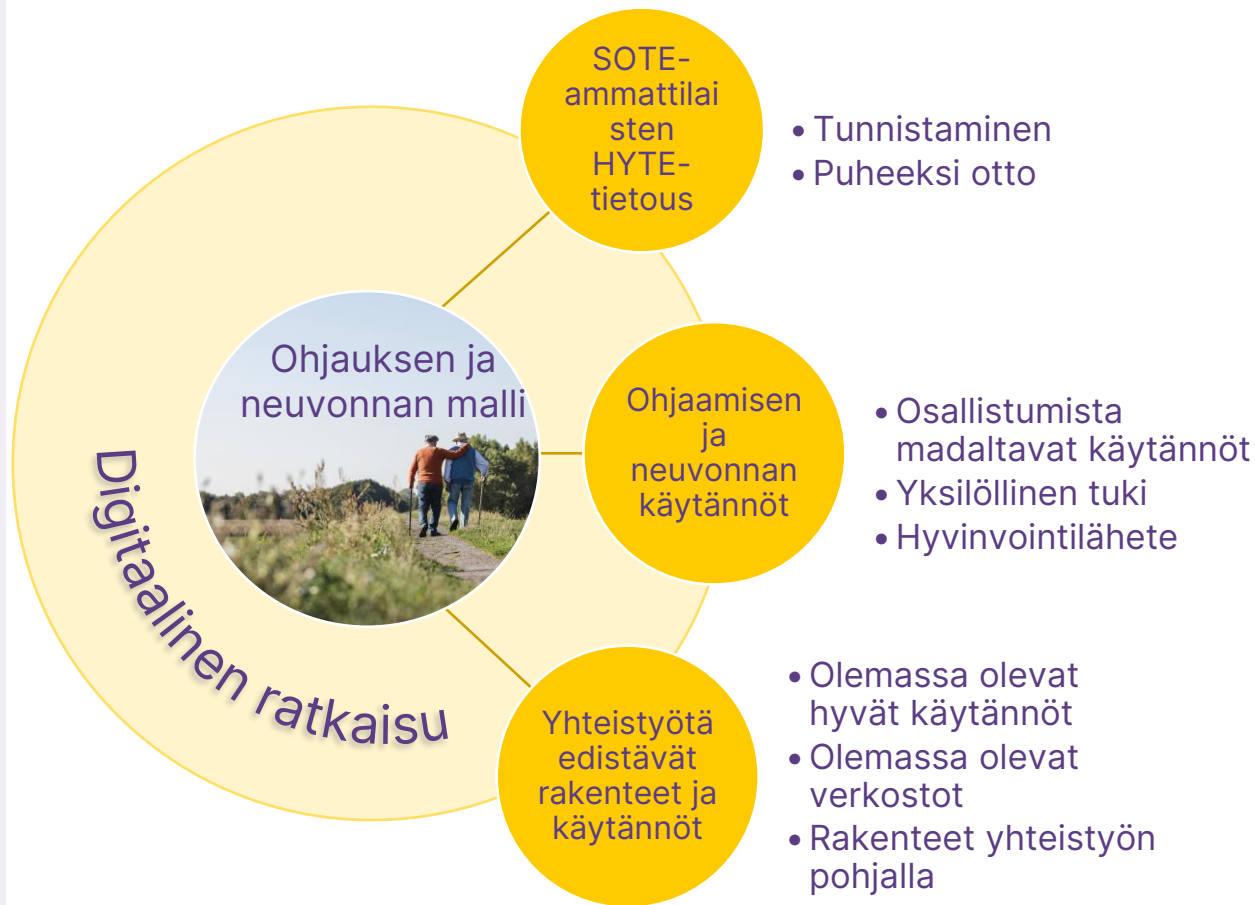 SOTE-
ammattilai
sten
HYTE-
tietous
• Tunnistaminen
• Puheeksi otto
Ohjauksen ja
neuvonnan malli
Ohjaamisen
ja
neuvonnan
käytännöt
• Osallistumista
madaltavat käytännöt
• Yksilöllinen tuki
• Hyvinvointilähete
Digitaalinen ratkaisu
Yhteistyötä
edistävät
rakenteet ja
käytännöt
• Olemassa olevat
hyvät käytännöt
• Olemassa olevat
verkostot
• Rakenteet yhteistyön
pohjalla